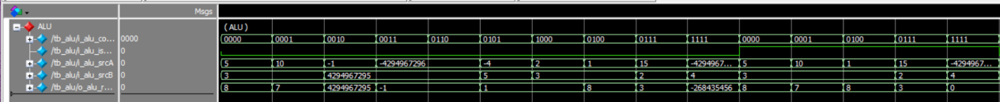 Msgs
ALU (ALU)
/tb_alu/i_alu_co... 0000 0000 0001 0010 0011 0110 0101 1000 0100 0111 1111 0000 0001 0100 0111 1111
/tb_alu/i_alu_is... 0
/tb_alu/i_alu_srcA 0 5 10 -1 -4294967296 -4 2 1 15 -4294967... 5 10 1 15 -4294967...
/tb_alu/i_alu_srcB 0 3 4294967295 5 3 2 4 3 2 4
/tb_alu/o_alu_r... 0 8 7 4294967295 -1 1 8 3 -268435456 8 7 8 3 0